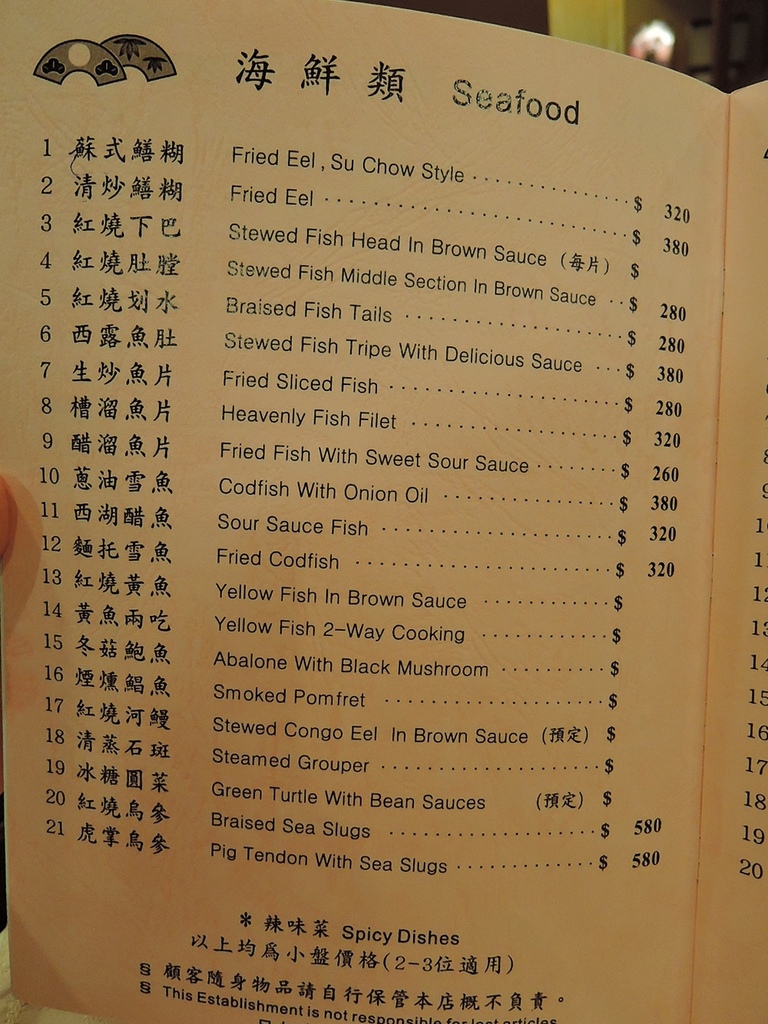 海鮮類 Seafood
1 蘇式鱔糊 Fried Eel, Su Chow Style ················ $ 320
2 清炒鱔糊 Fried Eel ································ $ 380
3 紅燒下巴 Stewed Fish Head In Brown Sauce (每片) $
4 紅燒肚膛 Stewed Fish Middle Section In Brown Sauce ·· $ 280
5 紅燒划水 Braised Fish Tails ···················· $ 280
6 西露魚肚 Stewed Fish Tripe With Delicious Sauce ··· $ 380
7 生炒魚片 Fried Sliced Fish ······················ $ 280
8 槽溜魚片 Heavenly Fish Filet ···················· $ 320
9 醋溜魚片 Fried Fish With Sweet Sour Sauce ········ $ 260
10 蔥油雪魚 Codfish With Onion Oil ················ $ 380
11 西湖醋魚 Sour Sauce Fish ······················ $ 320
12 麵托雪魚 Fried Codfish ························ $ 320
13 紅燒黃魚 Yellow Fish In Brown Sauce ············ $
14 黃魚兩吃 Yellow Fish 2-Way Cooking ············ $
15 冬菇鮑魚 Abalone With Black Mushroom ·········· $
16 煙燻鯧魚 Smoked Pomfret ······················ $
17 紅燒河鰻 Stewed Congo Eel In Brown Sauce (預定) $
18 清蒸石斑 Steamed Grouper ···················· $
19 冰糖圓菜 Green Turtle With Bean Sauces (預定) $
20 紅燒烏參 Braised Sea Slugs ···················· $ 580
21 虎掌烏參 Pig Tendon With Sea Slugs ············ $ 580
* 辣味菜 Spicy Dishes
以上均為小盤價格(2-3位適用)
§ 顧客隨身物品請自行保管本店概不負責。
§ This Establishment is not responsible for lost articles
14
15
16
17
18
19
20